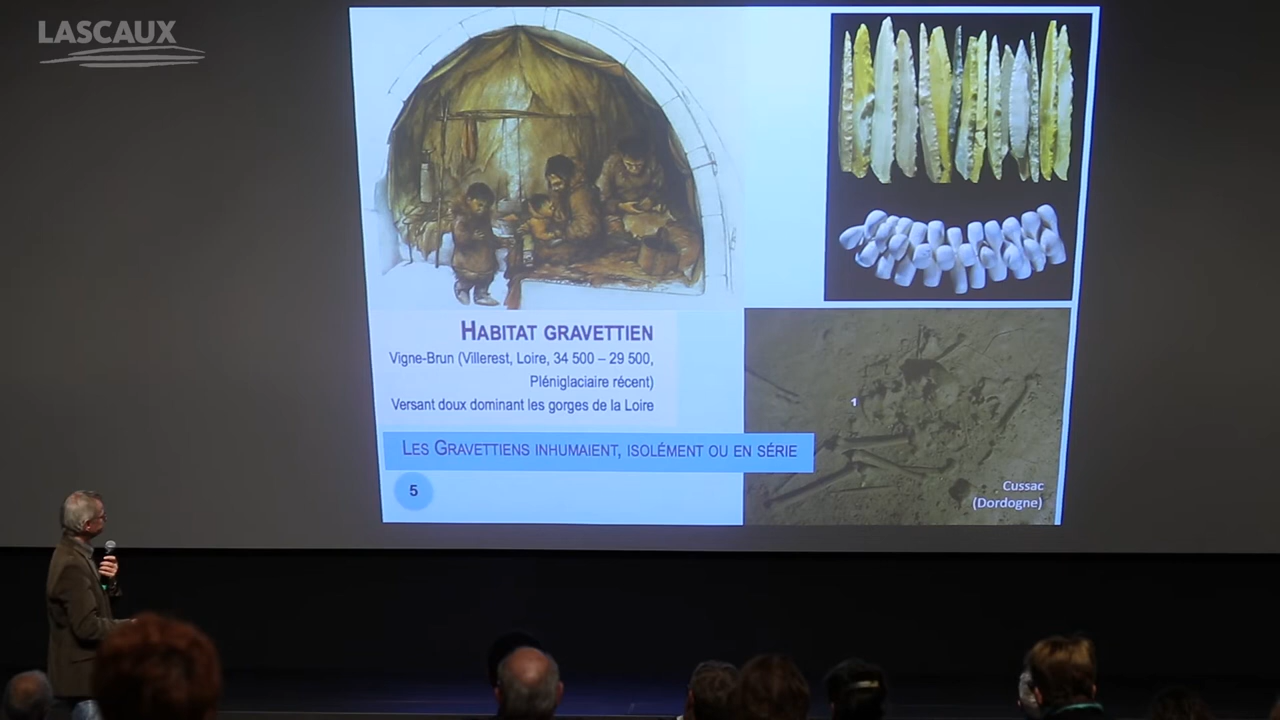 LASCAUX
HABITAT GRAVETTIEN
Vigne-Brun (Villerest, Loire, 34 500 – 29 500,
Pléniglaciaire récent)
Versant doux dominant les gorges de la Loire
LES GRAVETTIENS INHUMAIENT, ISOLÉMENT OU EN SÉRIE
5
1
Cussac
(Dordogne)